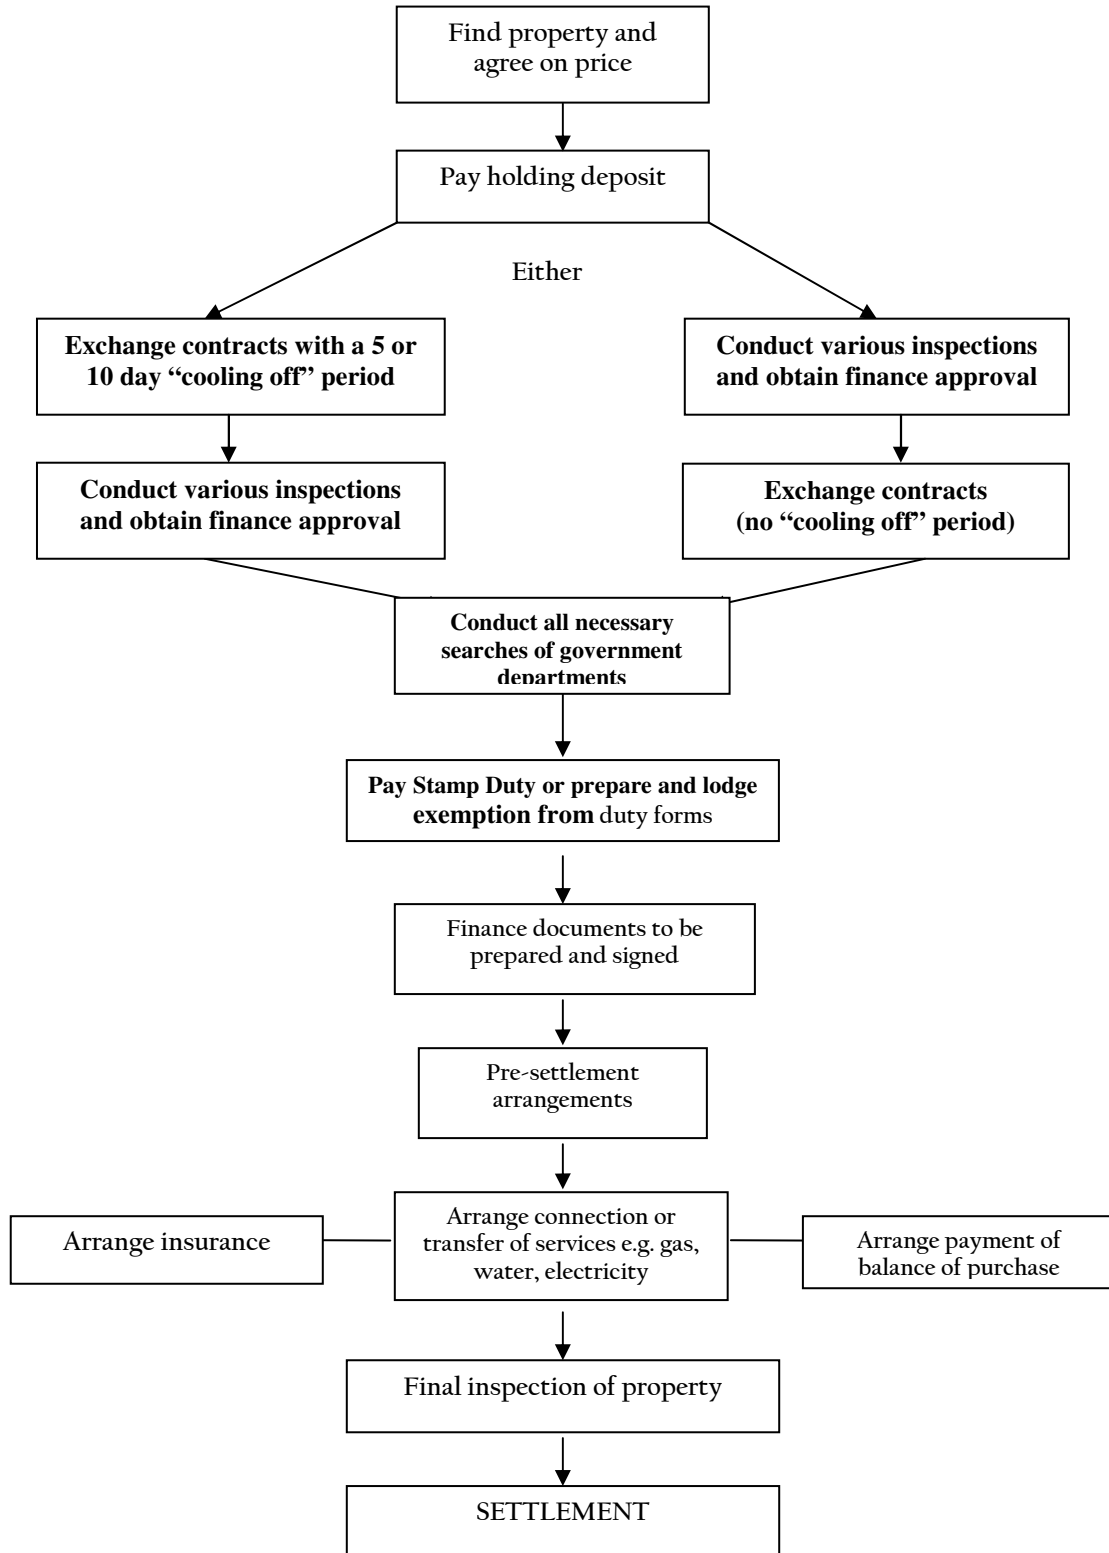 Find property and
agree on price
Pay holding deposit
Either
Exchange contracts with a 5 or
10 day “cooling off” period
Conduct various inspections
and obtain finance approval
Conduct various inspections
and obtain finance approval
Exchange contracts
(no “cooling off” period)
Conduct all necessary
searches of government
departments
Pay Stamp Duty or prepare and lodge
exemption from duty forms
Finance documents to be
prepared and signed
Pre-settlement
arrangements
Arrange insurance
Arrange connection or
transfer of services e.g. gas,
water, electricity
Arrange payment of
balance of purchase
Final inspection of property
SETTLEMENT